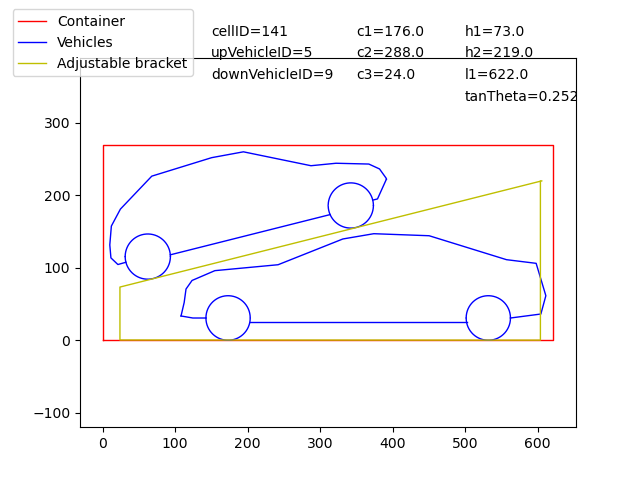 Container
Vehicles
Adjustable bracket
cellID=141 c1=176.0 h1=73.0
upVehicleID=5 c2=288.0 h2=219.0
downVehicleID=9 c3=24.0 l1=622.0
tanTheta=0.252
300
200
100
0
−100
0 100 200 300 400 500 600